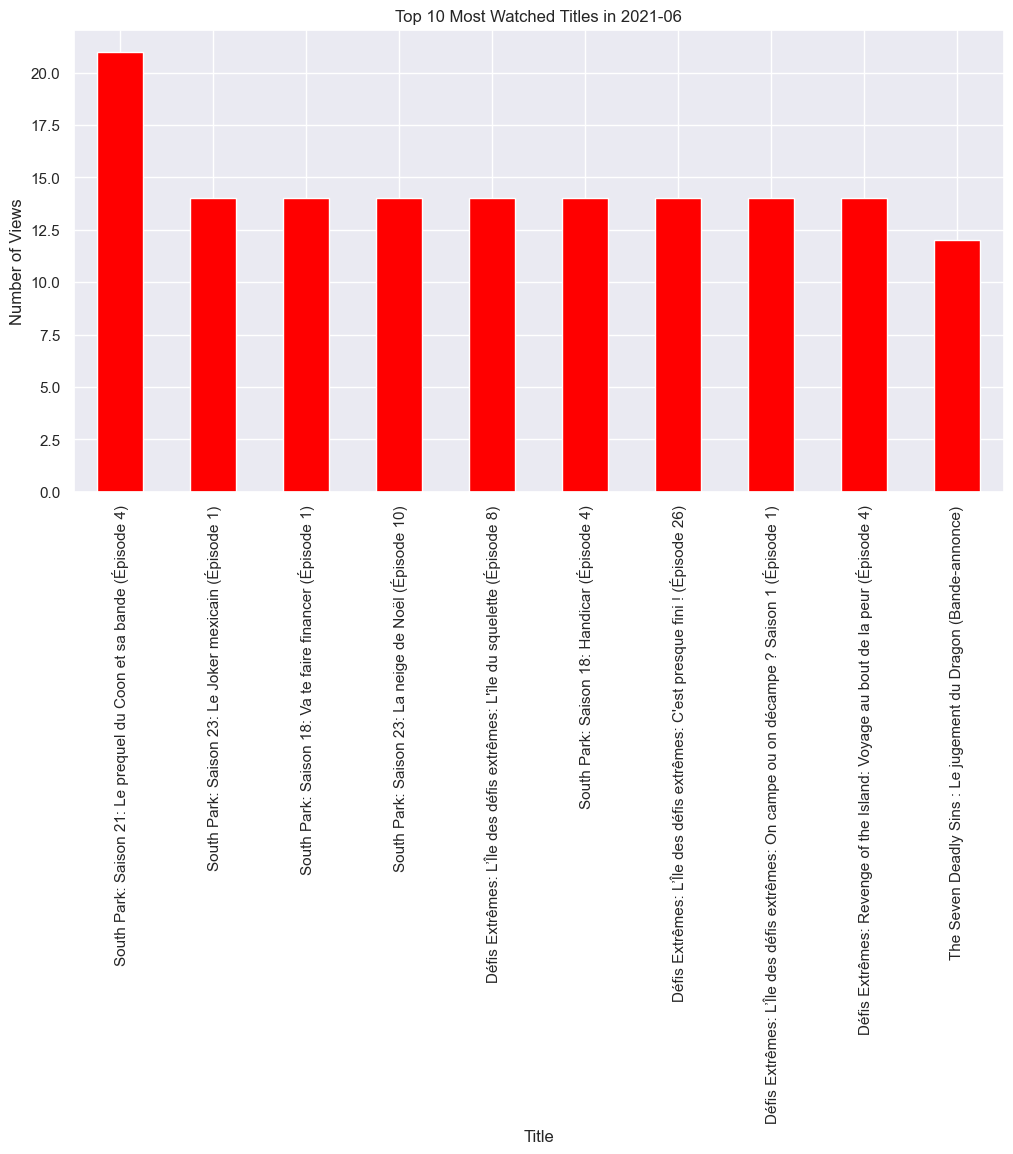 Top 10 Most Watched Titles in 2021-06
Number of Views
20.0
17.5
15.0
12.5
10.0
7.5
5.0
2.5
0.0
South Park: Saison 21: Le prequel du Coon et sa bande (Épisode 4)
South Park: Saison 23: Le Joker mexicain (Épisode 1)
South Park: Saison 18: Va te faire financer (Épisode 1)
South Park: Saison 23: La neige de Noël (Épisode 10)
Défis Extrêmes: L'Île des défis extrêmes: L'île du squelette (Épisode 8)
South Park: Saison 18: Handicar (Épisode 4)
Défis Extrêmes: L'Île des défis extrêmes: C'est presque fini ! (Épisode 26)
Défis Extrêmes: L'Île des défis extrêmes: On campe ou on décampe ? Saison 1 (Épisode 1)
Défis Extrêmes: Revenge of the Island: Voyage au bout de la peur (Épisode 4)
The Seven Deadly Sins : Le jugement du Dragon (Bande-annonce)
Title